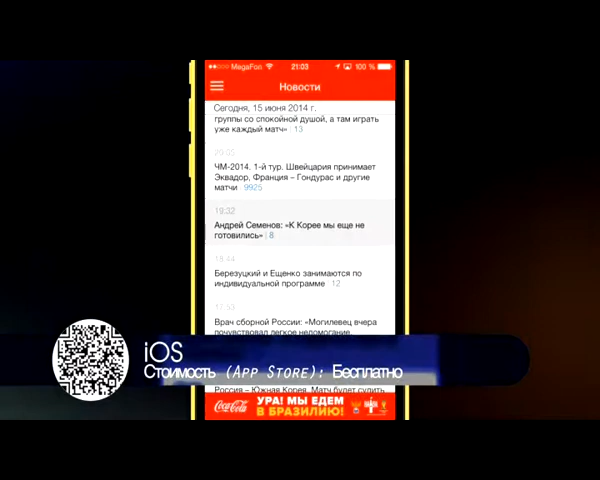 MegaFon 21:03 100 %
Новости
Сегодня, 15 июня 2014 г.
группы со спокойной душой, а там играть
уже каждый матч» 13
20:05
ЧМ-2014. 1-й тур. Швейцария принимает
Эквадор, Франция – Гондурас и другие
матчи 9925
19:32
Андрей Семенов: «К Корее мы еще не
готовились» 8
18:44
Березуцкий и Ещенко занимаются по
индивидуальной программе 12
17:53
Врач сборной России: «Могилевец вчера
почувствовал легкое недомогание.
iOS
Стоимость (App Store): Бесплатно
Россия – Южная Корея. Матч будет судить
Coca-Cola УРА! МЫ ЕДЕМ
В БРАЗИЛИЮ!